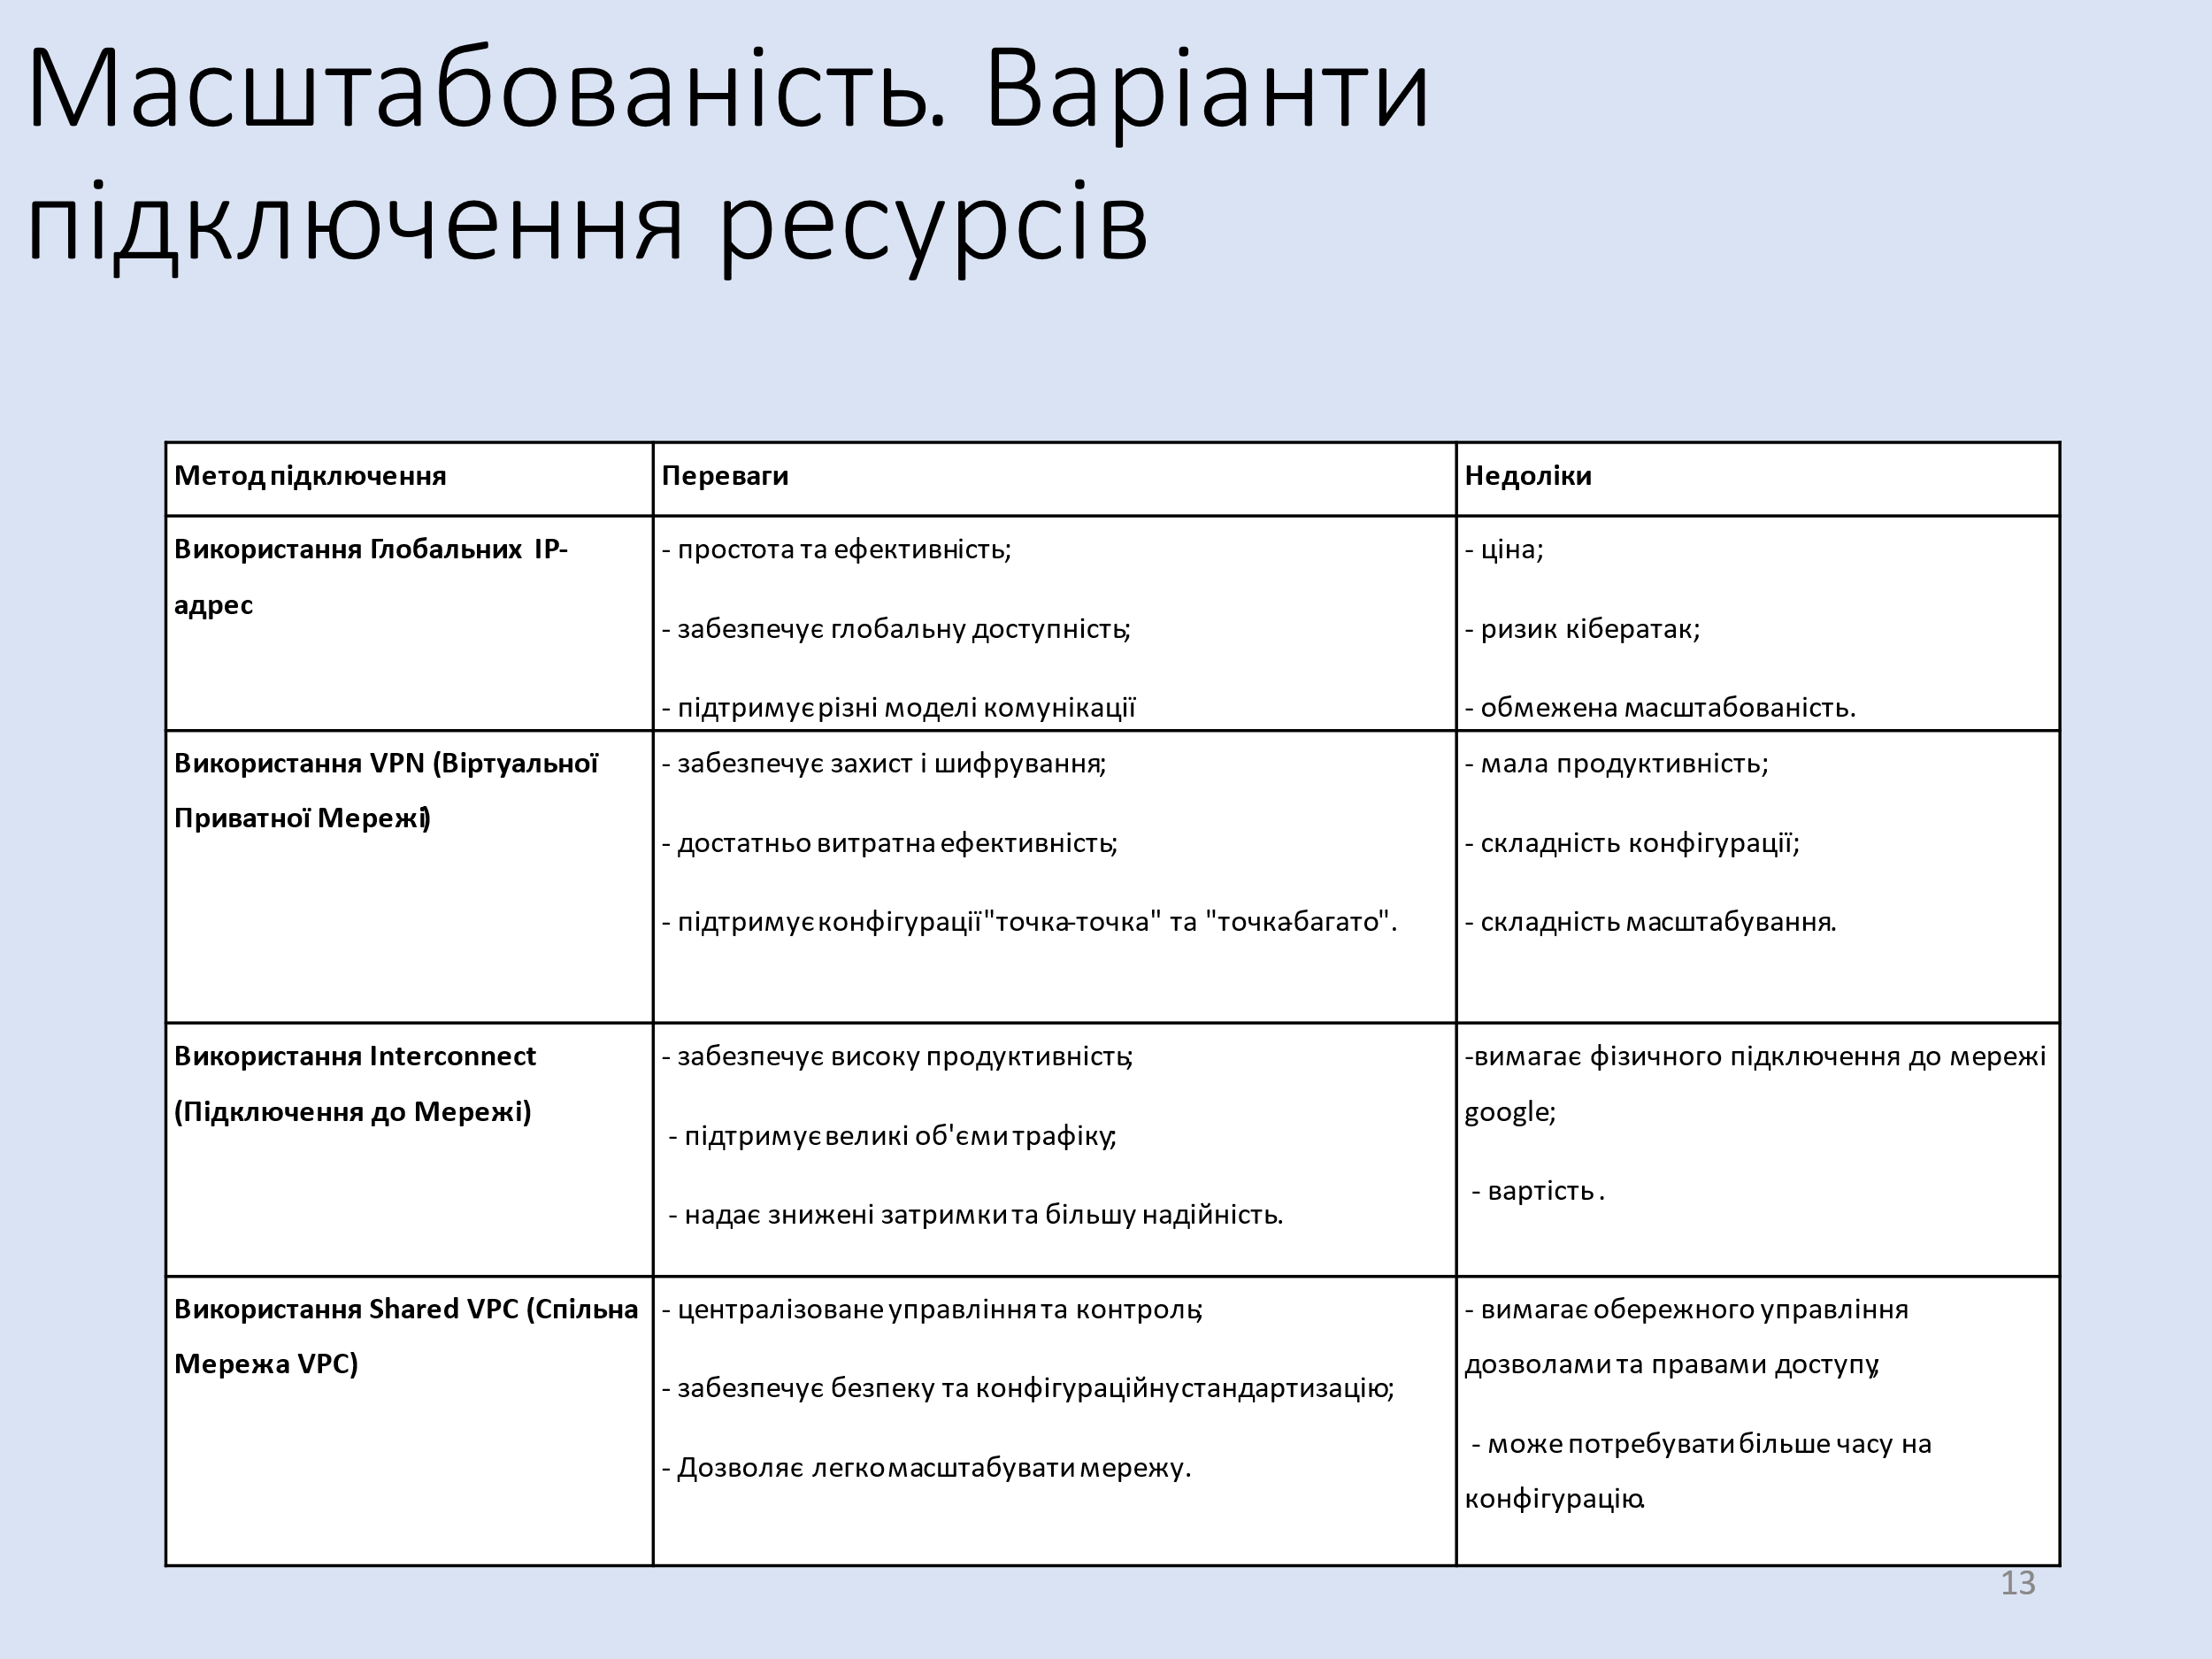 Масштабованість. Варіанти
підключення ресурсів
Метод підключення
Переваги
Недоліки
Використання Глобальних IP-
адрес
- простота та ефективність;
- забезпечує глобальну доступність;
- підтримує різні моделі комунікації
- ціна;
- ризик кібератак;
- обмежена масштабованість.
Використання VPN (Віртуальної
Приватної Мережі)
- забезпечує захист і шифрування;
- достатньо витратна ефективність;
- підтримує конфігурації "точка-точка" та "точка-багато".
- мала продуктивність;
- складність конфігурації;
- складність масштабування.
Використання Interconnect
(Підключення до Мережі)
- забезпечує високу продуктивність;
- підтримує великі об'єми трафіку;
- надає знижені затримки та більшу надійність.
-вимагає фізичного підключення до мережі
google;
- вартість .
Використання Shared VPC (Спільна
Мережа VPC)
- централізоване управління та контроль;
- забезпечує безпеку та конфігураційну стандартизацію;
- Дозволяє легко масштабувати мережу.
- вимагає обережного управління
дозволами та правами доступу;
- може потребувати більше часу на
конфігурацію.
13